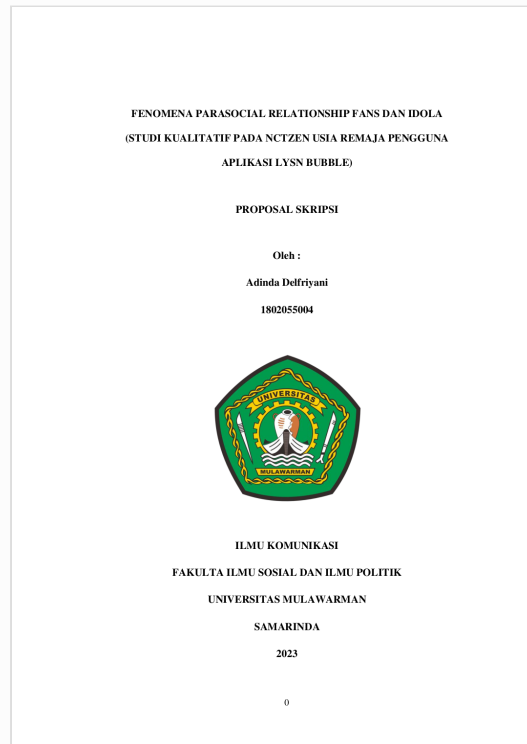 FENOMENA PARASOCIAL RELATIONSHIP FANS DAN IDOLA
(STUDI KUALITATIF PADA NCTZEN USIA REMAJA PENGGUNA
APLIKASI LYSN BUBBLE)
PROPOSAL SKRIPSI
Oleh :
Adinda Delfriyani
1802055004
UNIVERSITAS
MULAWARMAN
ILMU KOMUNIKASI
FAKULTA ILMU SOSIAL DAN ILMU POLITIK
UNIVERSITAS MULAWARMAN
SAMARINDA
2023
0